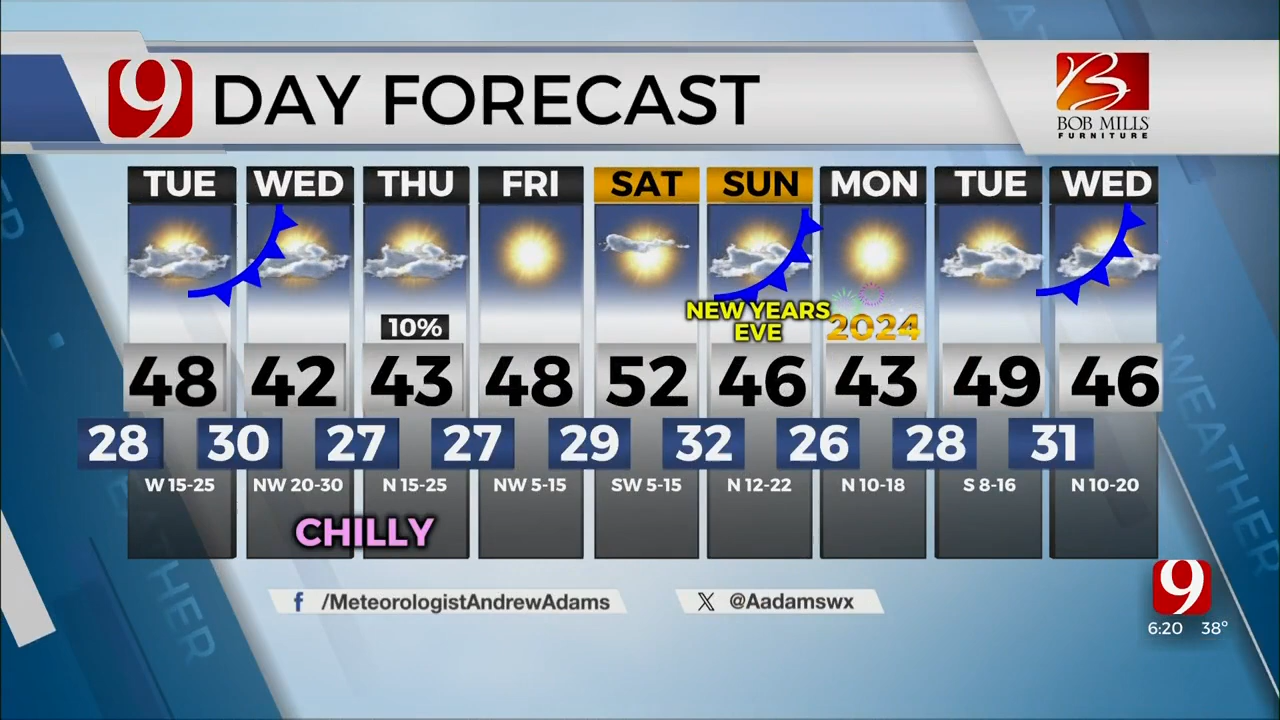 9 DAY FORECAST
B
BOB MILLS
FURNITURE
TUE WED THU FRI SAT SUN MON TUE WED
NEW YEARS
EVE
10%
2024
48 42 43 48 52 46 43 49 46
28 30 27 27 29 32 26 28 31
W 15-25 NW 20-30 N 15-25 NW 5-15 SW 5-15 N 12-22 N 10-18 S 8-16 N 10-20
CHILLY
f /MeteorologistAndrewAdams X @Aadamswx
9
6:20 38°
WEATHER
WEATHER